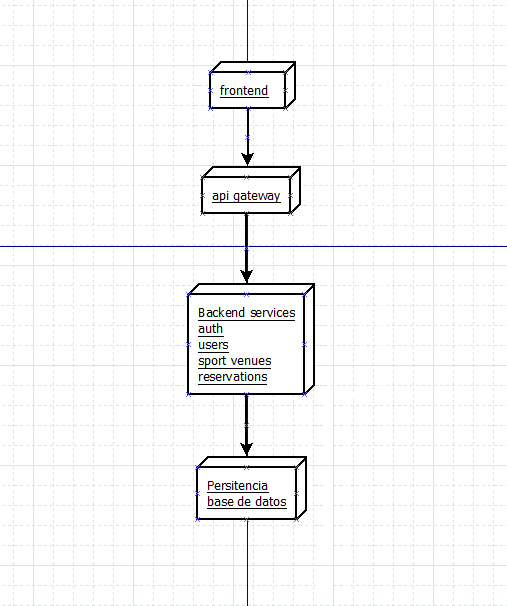 frontend
api gateway
Backend services
auth
users
sport venues
reservations
Persitencia
base de datos